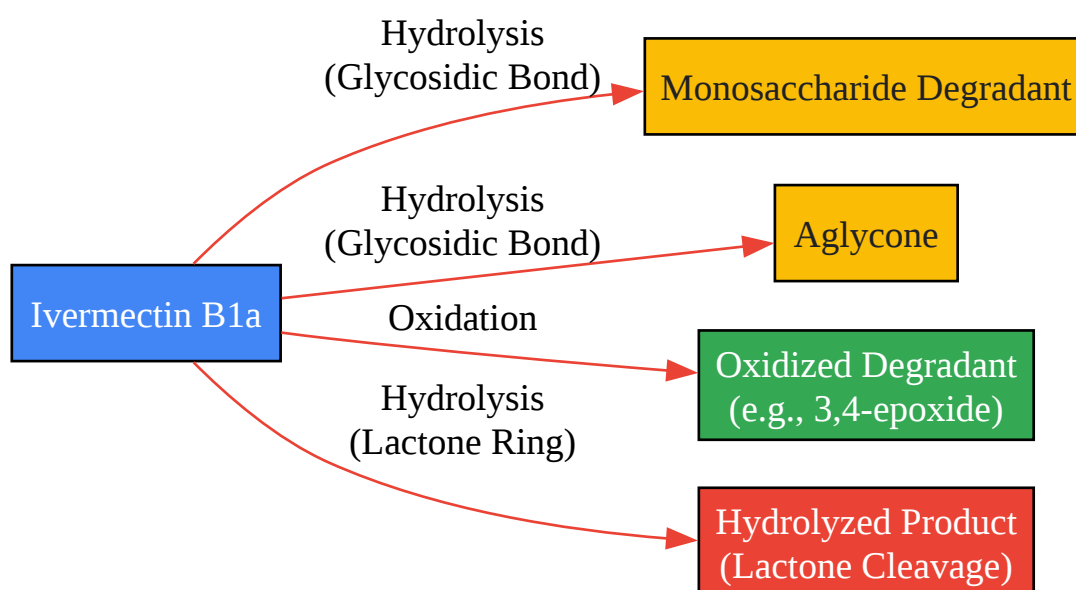 Hydrolysis
(Glycosidic Bond)
Monosaccharide Degradant
Hydrolysis
(Glycosidic Bond)
Aglycone
Ivermectin B1a
Oxidation
Oxidized Degradant
(e.g., 3,4-epoxide)
Hydrolysis
(Lactone Ring)
Hydrolyzed Product
(Lactone Cleavage)